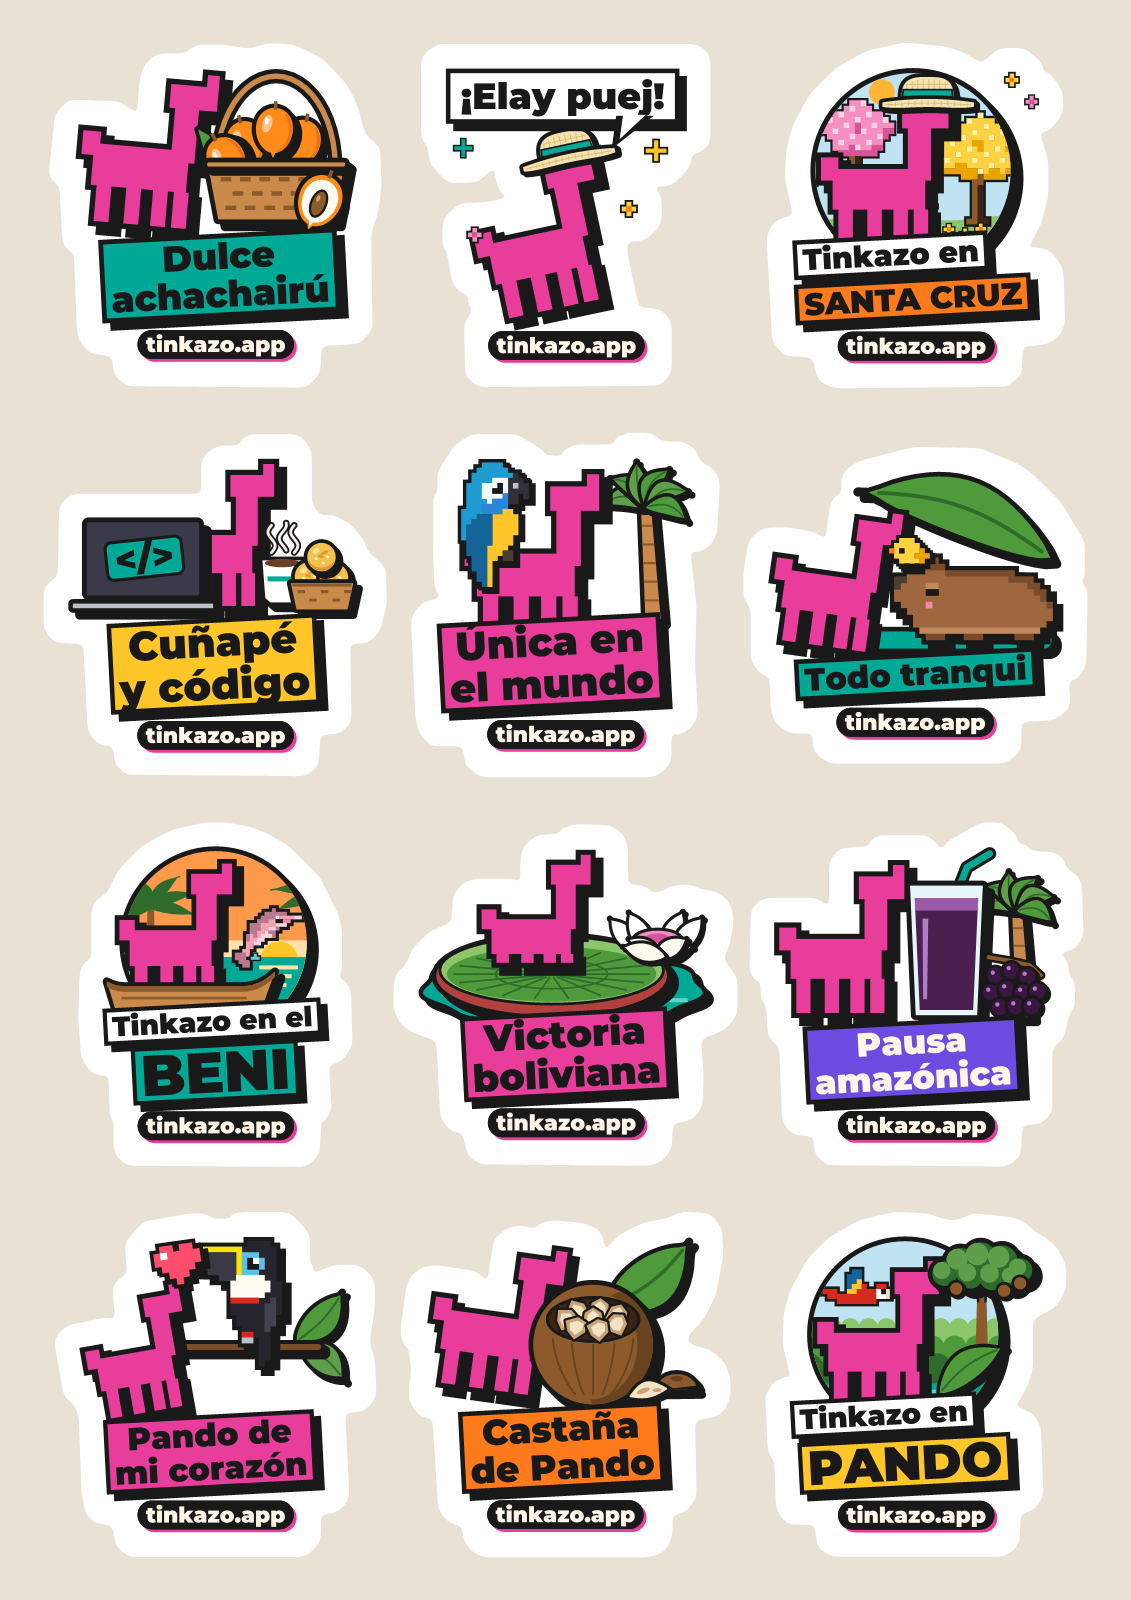 Dulce
achachairú
tinkazo.app
¡Elay puej!
tinkazo.app
Tinkazo en
SANTA CRUZ
tinkazo.app
</>
Cuñapé
y código
tinkazo.app
Única en
el mundo
tinkazo.app
Todo tranqui
tinkazo.app
Tinkazo en el
BENI
tinkazo.app
Victoria
boliviana
tinkazo.app
Pausa
amazónica
tinkazo.app
Pando de
mi corazón
tinkazo.app
Castaña
de Pando
tinkazo.app
Tinkazo en
PANDO
tinkazo.app